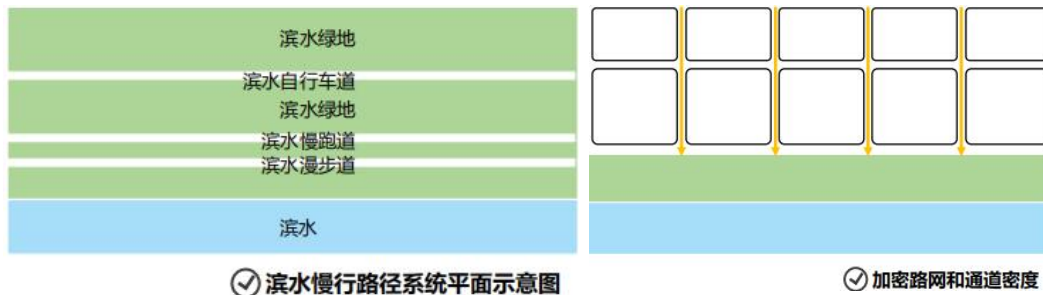 滨水绿地
滨水自行车道
滨水绿地
滨水慢跑道
滨水漫步道
滨水
滨水慢行路径系统平面示意图
加密路网和通道密度